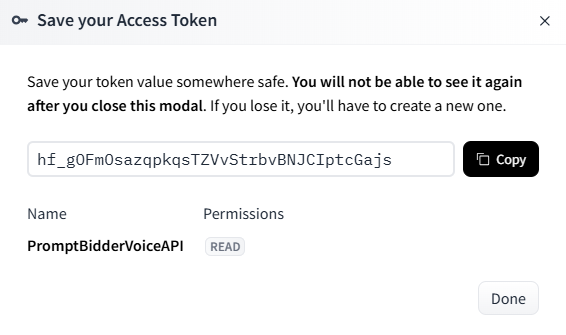 Save your Access Token
Save your token value somewhere safe. You will not be able to see it again
after you close this modal. If you lose it, you'll have to create a new one.
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
Copy
Name Permissions
PromptBidderVoiceAPI READ
Done